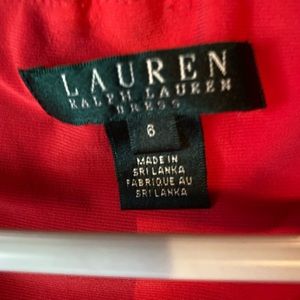 LAUREN
RALPH LAUREN
DRESS
6
MADE IN
SRI LANKA
FABRIQUE AU
SRI LANKA